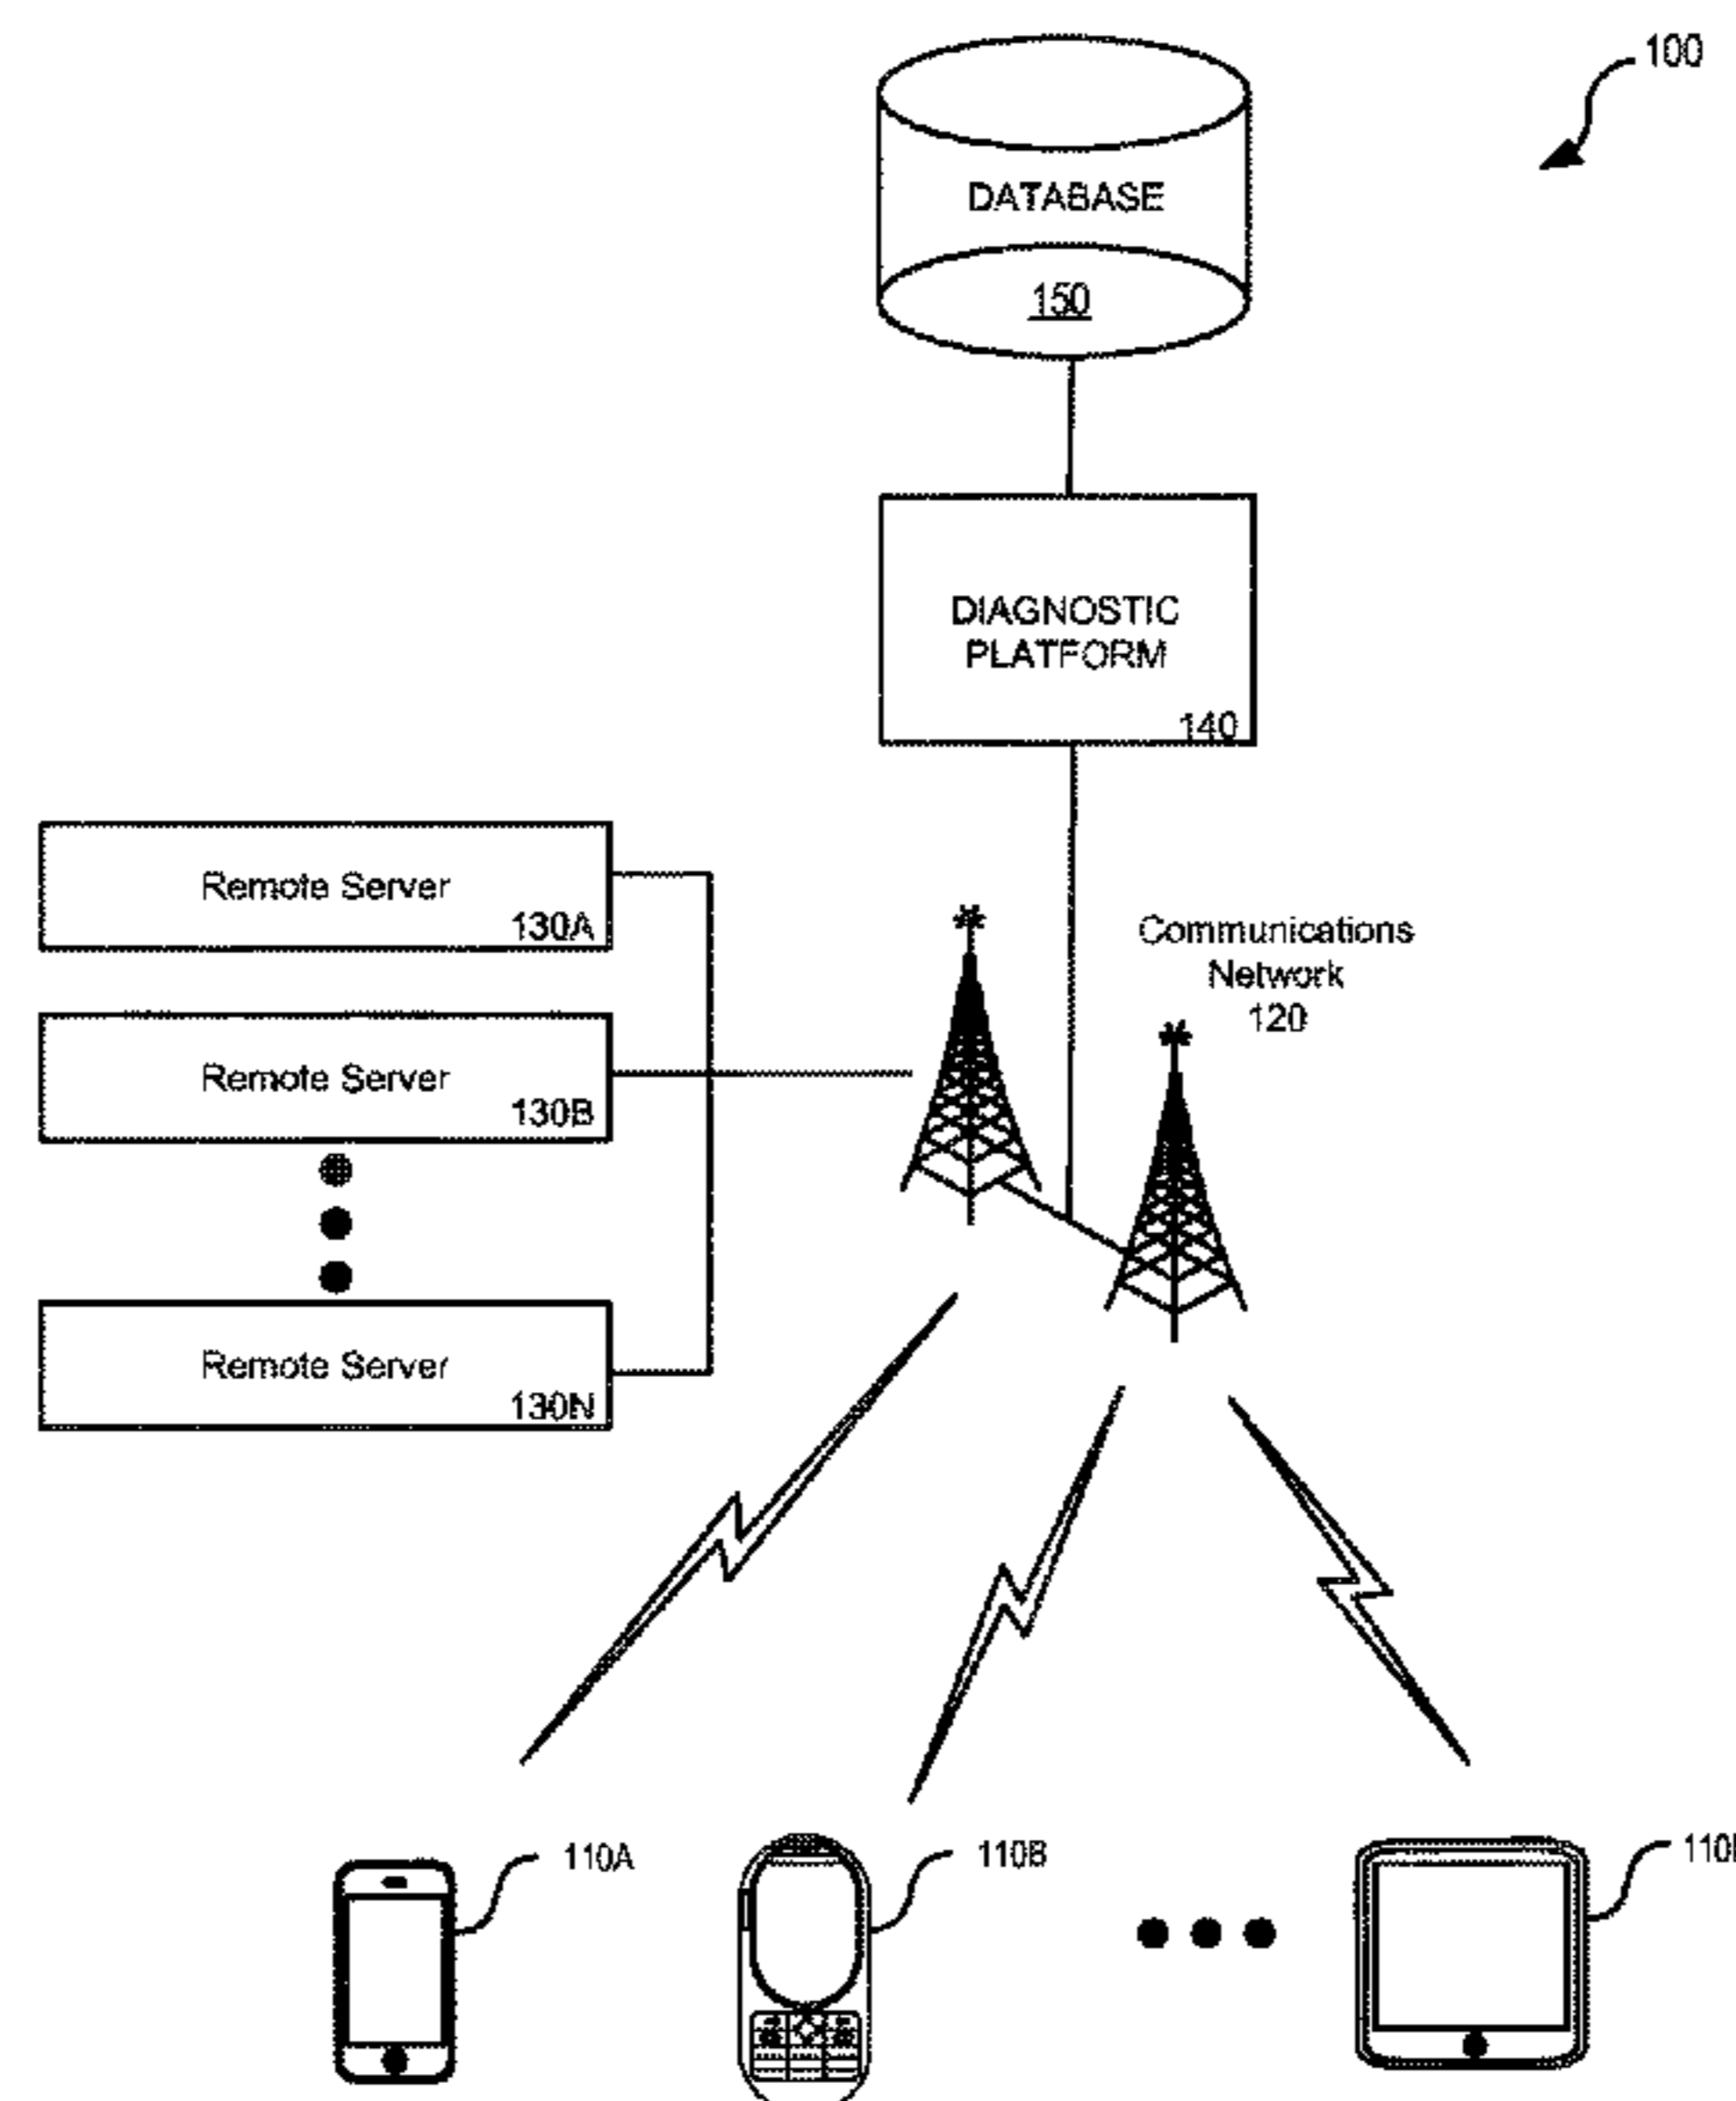 100
DATABASE
150
DIAGNOSTIC
PLATFORM
140
Remote Server
130A
Communications
Network
120
Remote Server
130B
Remote Server
130N
110A
110B